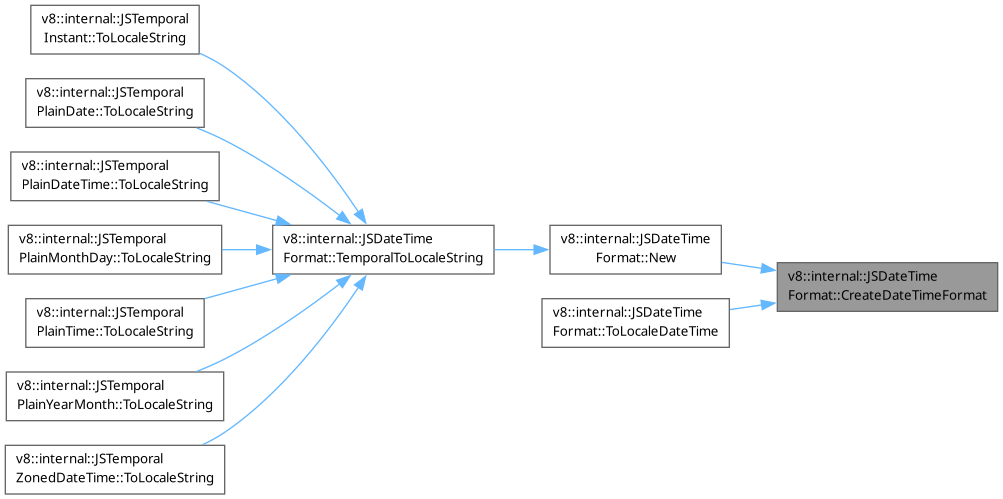 v8::internal::JSTemporal
Instant::ToLocaleString
v8::internal::JSTemporal
PlainDate::ToLocaleString
v8::internal::JSTemporal
PlainDateTime::ToLocaleString
v8::internal::JSTemporal
PlainMonthDay::ToLocaleString
v8::internal::JSTemporal
PlainTime::ToLocaleString
v8::internal::JSTemporal
PlainYearMonth::ToLocaleString
v8::internal::JSTemporal
ZonedDateTime::ToLocaleString
v8::internal::JSDateTime
Format::TemporalToLocaleString
v8::internal::JSDateTime
Format::New
v8::internal::JSDateTime
Format::ToLocaleDateTime
v8::internal::JSDateTime
Format::CreateDateTimeFormat